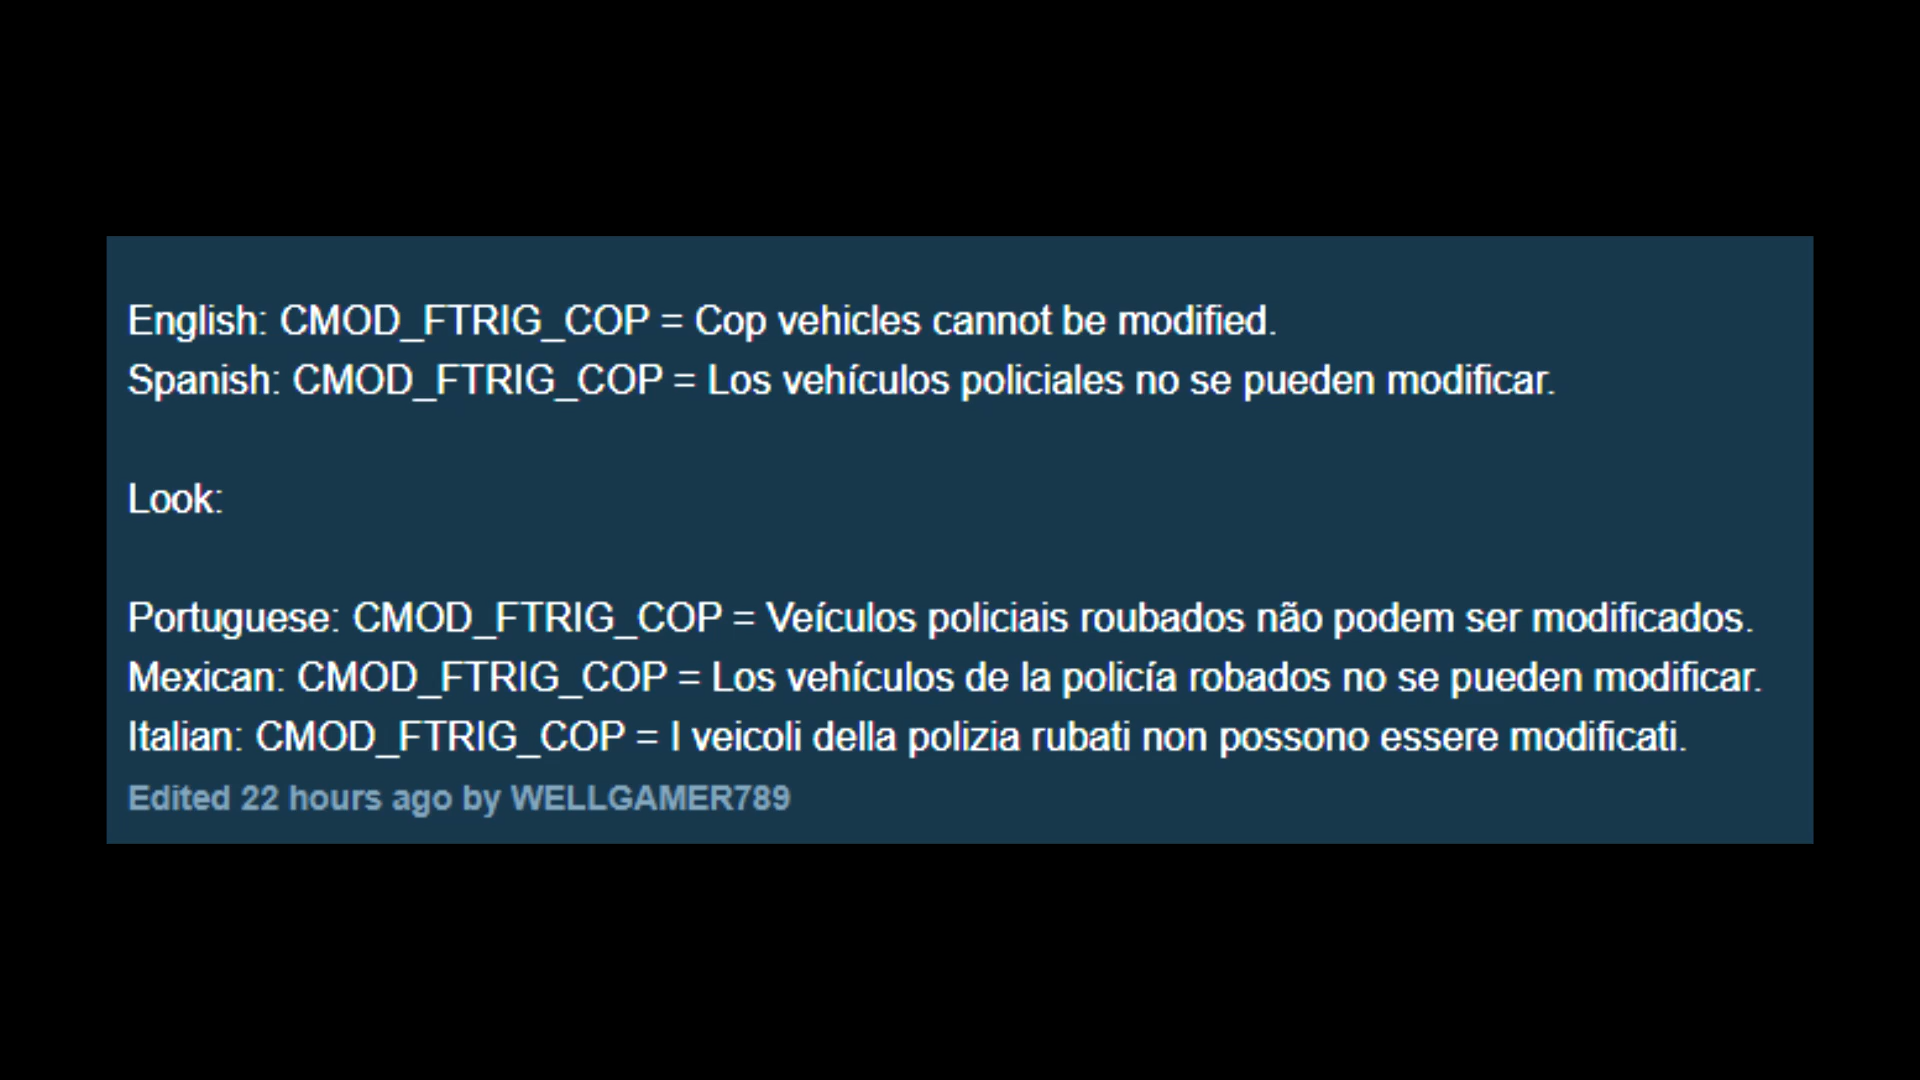 English: CMOD_FTRIG_COP = Cop vehicles cannot be modified.
Spanish: CMOD_FTRIG_COP = Los vehículos policiales no se pueden modificar.
Look:
Portuguese: CMOD_FTRIG_COP = Veículos policiais roubados não podem ser modificados.
Mexican: CMOD_FTRIG_COP = Los vehículos de la policía robados no se pueden modificar.
Italian: CMOD_FTRIG_COP = I veicoli della polizia rubati non possono essere modificati.
Edited 22 hours ago by WELLGAMER789